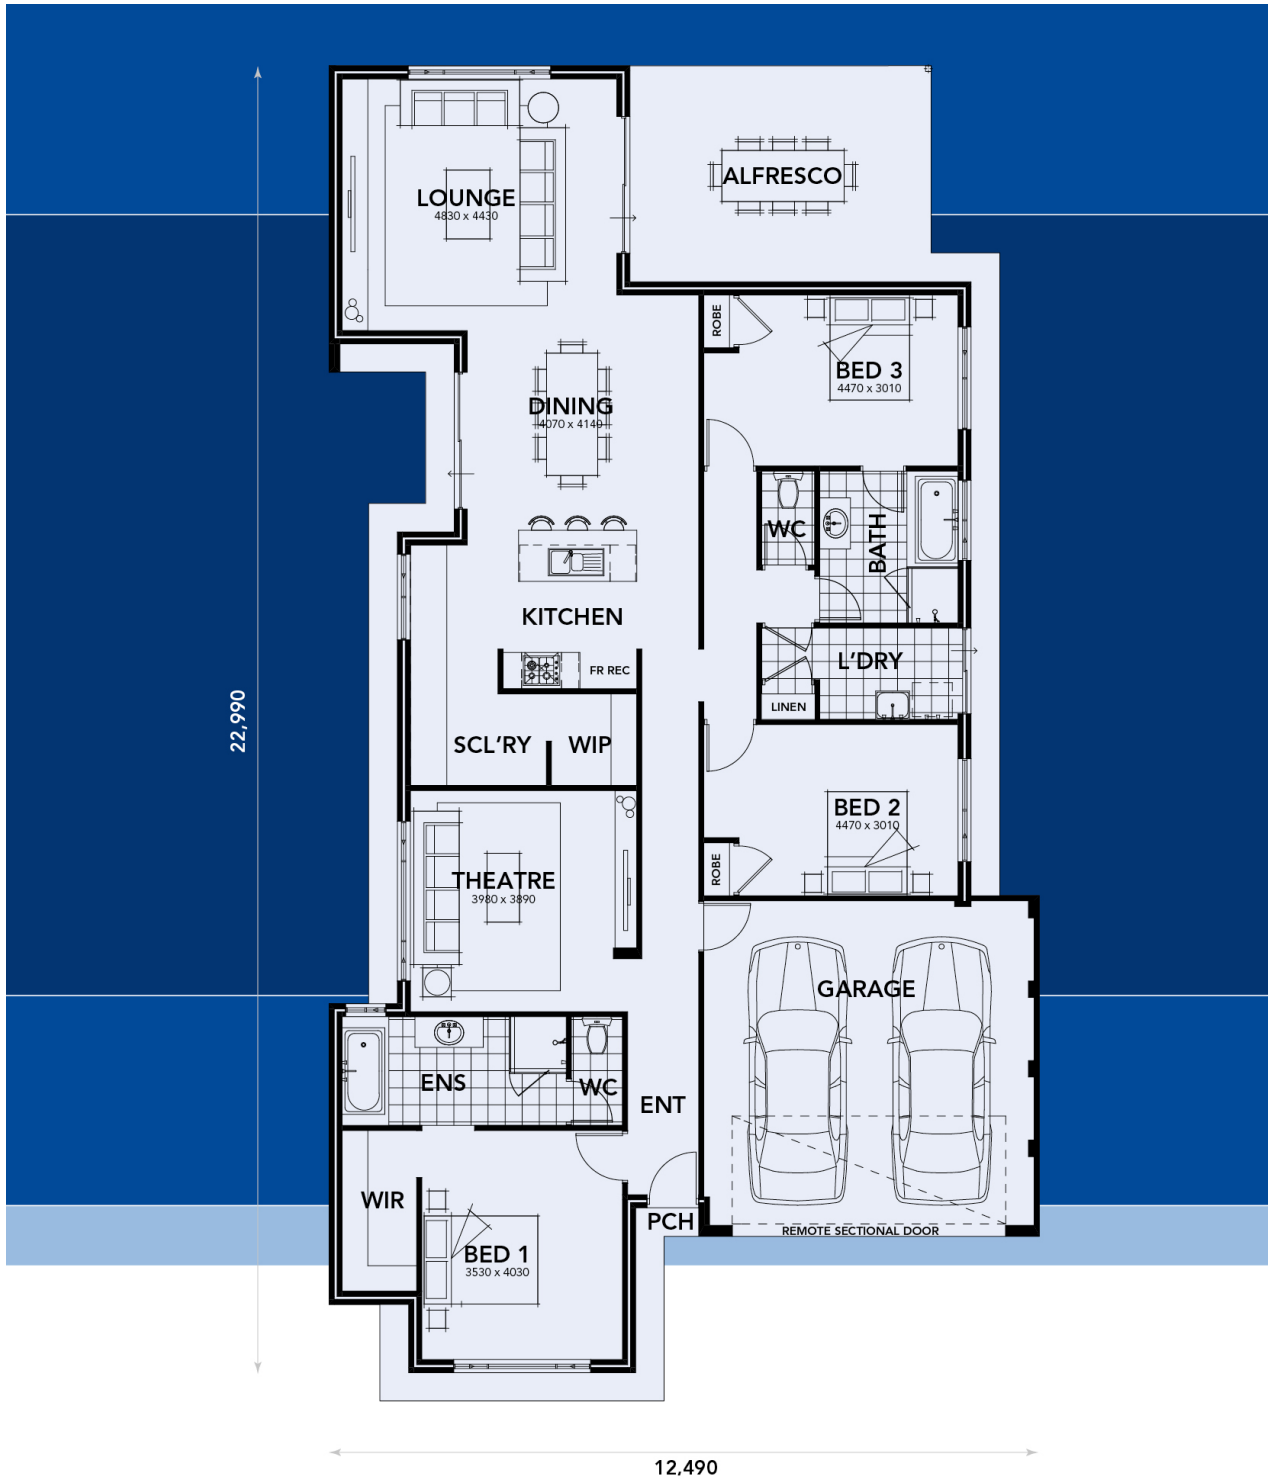 ALFRESCO
LOUNGE
4830 x 4430
ROBE
BED 3
4470 x 3010
DINING
4070 x 4140
WC
BATH
KITCHEN
FR REC
L'DRY
LINEN
22,990
SCL'RY
WIP
BED 2
4470 x 3010
ROBE
THEATRE
3980 x 3890
GARAGE
ENS
WC
ENT
WIR
PCH
REMOTE SECTIONAL DOOR
BED 1
3530 x 4030
12,490